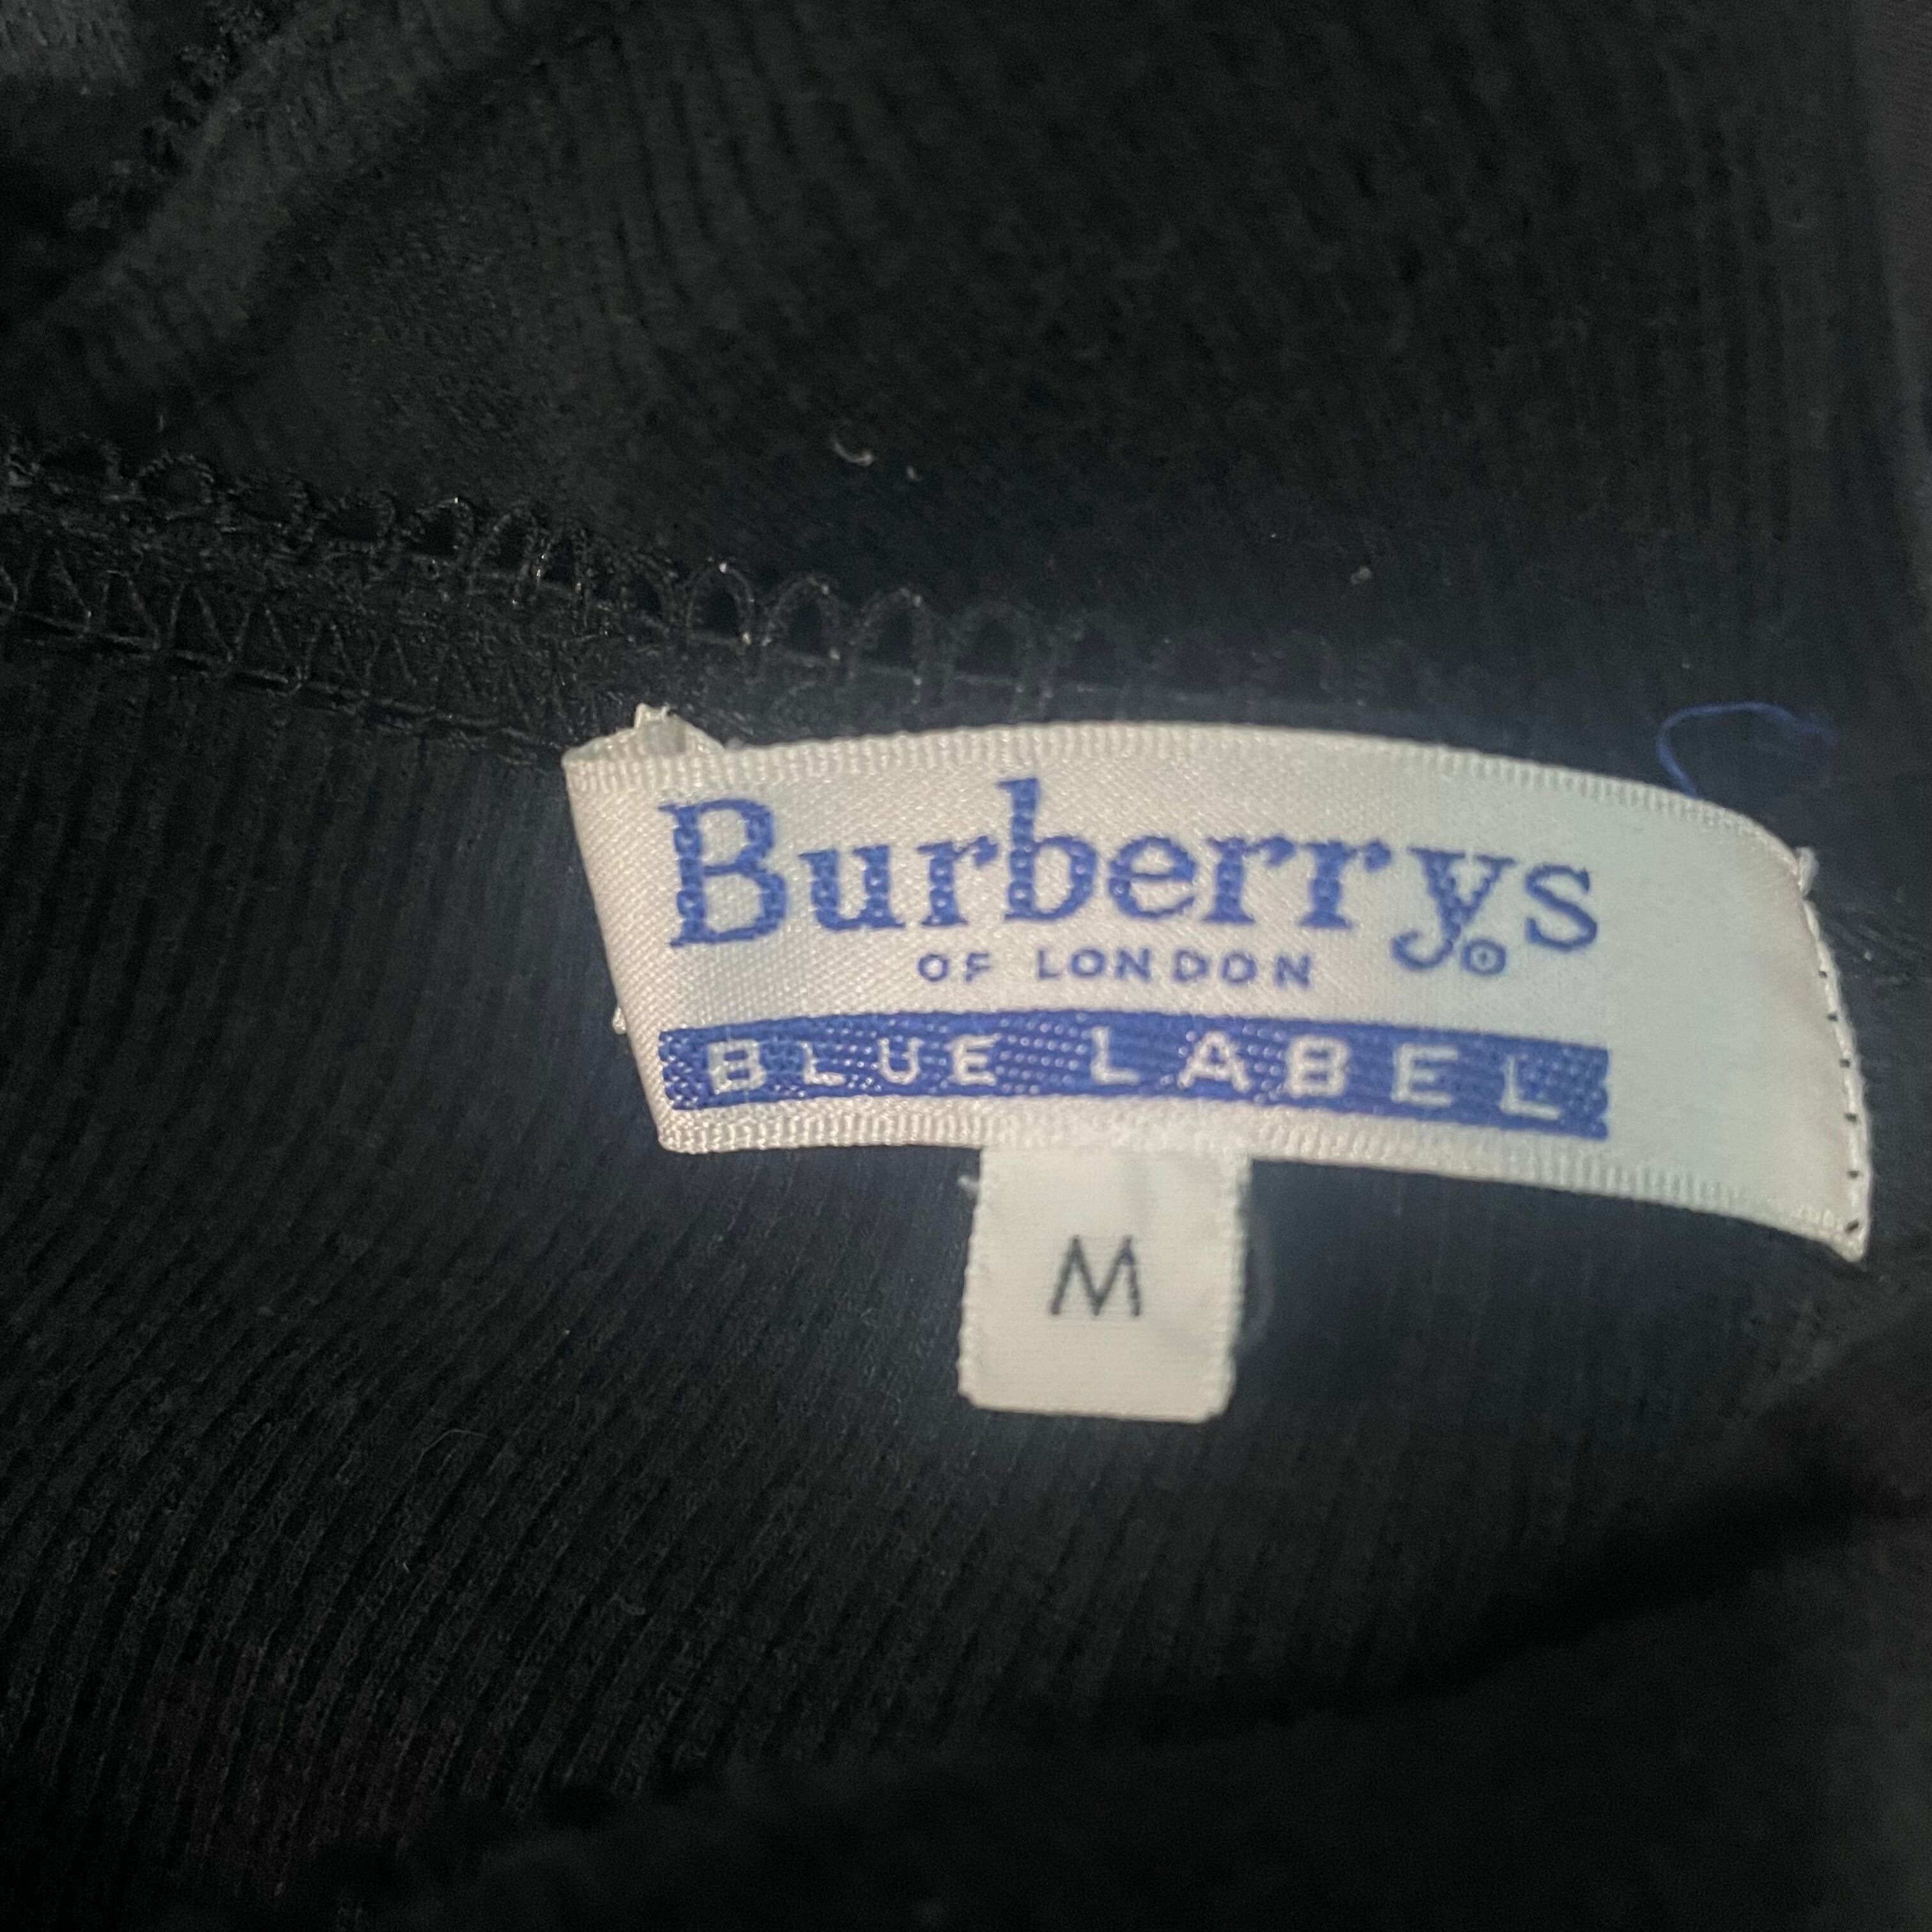 Burberrys®
OF LONDON
BLUE LABEL
M